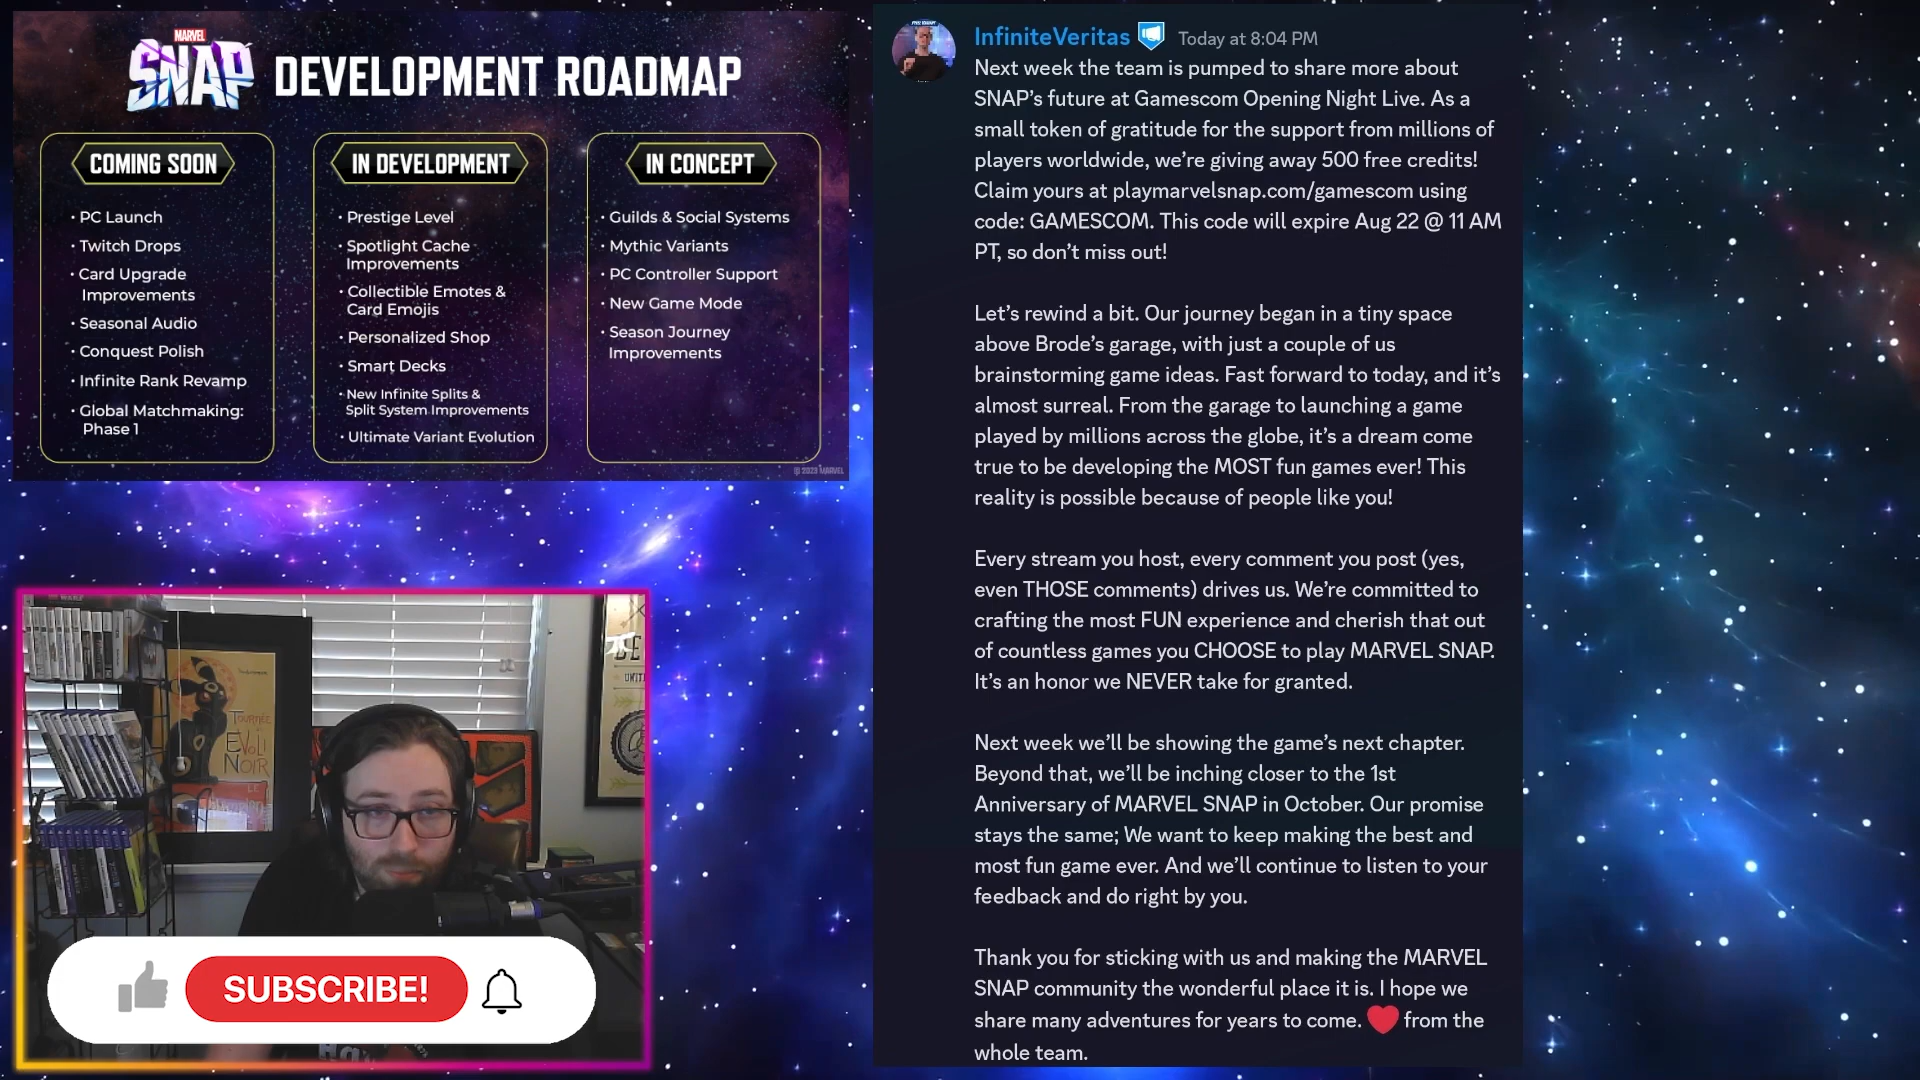 MARVEL
SNAP
DEVELOPMENT ROADMAP
COMING SOON
· PC Launch
· Twitch Drops
· Card Upgrade
Improvements
· Seasonal Audio
· Conquest Polish
· Infinite Rank Revamp
· Global Matchmaking:
Phase 1
IN DEVELOPMENT
· Prestige Level
· Spotlight Cache
Improvements
· Collectible Emotes &
Card Emojis
· Personalized Shop
· Smart Decks
· New Infinite Splits &
Split System Improvements
· Ultimate Variant Evolution
IN CONCEPT
· Guilds & Social Systems
· Mythic Variants
· PC Controller Support
· New Game Mode
· Season Journey
Improvements
© 2023 MARVEL
InfiniteVeritas Today at 8:04 PM
Next week the team is pumped to share more about
SNAP’s future at Gamescom Opening Night Live. As a
small token of gratitude for the support from millions of
players worldwide, we’re giving away 500 free credits!
Claim yours at playmarvelsnap.com/gamescom using
code: GAMESCOM. This code will expire Aug 22 @ 11 AM
PT, so don’t miss out!
Let’s rewind a bit. Our journey began in a tiny space
above Brode’s garage, with just a couple of us
brainstorming game ideas. Fast forward to today, and it’s
almost surreal. From the garage to launching a game
played by millions across the globe, it’s a dream come
true to be developing the MOST fun games ever! This
reality is possible because of people like you!
Every stream you host, every comment you post (yes,
even THOSE comments) drives us. We’re committed to
crafting the most FUN experience and cherish that out
of countless games you CHOOSE to play MARVEL SNAP.
It’s an honor we NEVER take for granted.
Next week we’ll be showing the game’s next chapter.
Beyond that, we’ll be inching closer to the 1st
Anniversary of MARVEL SNAP in October. Our promise
stays the same; We want to keep making the best and
most fun game ever. And we’ll continue to listen to your
feedback and do right by you.
Thank you for sticking with us and making the MARVEL
SNAP community the wonderful place it is. I hope we
share many adventures for years to come. ❤ from the
whole team.
TOURNÉE
EVOLI
NOIR
SUBSCRIBE!